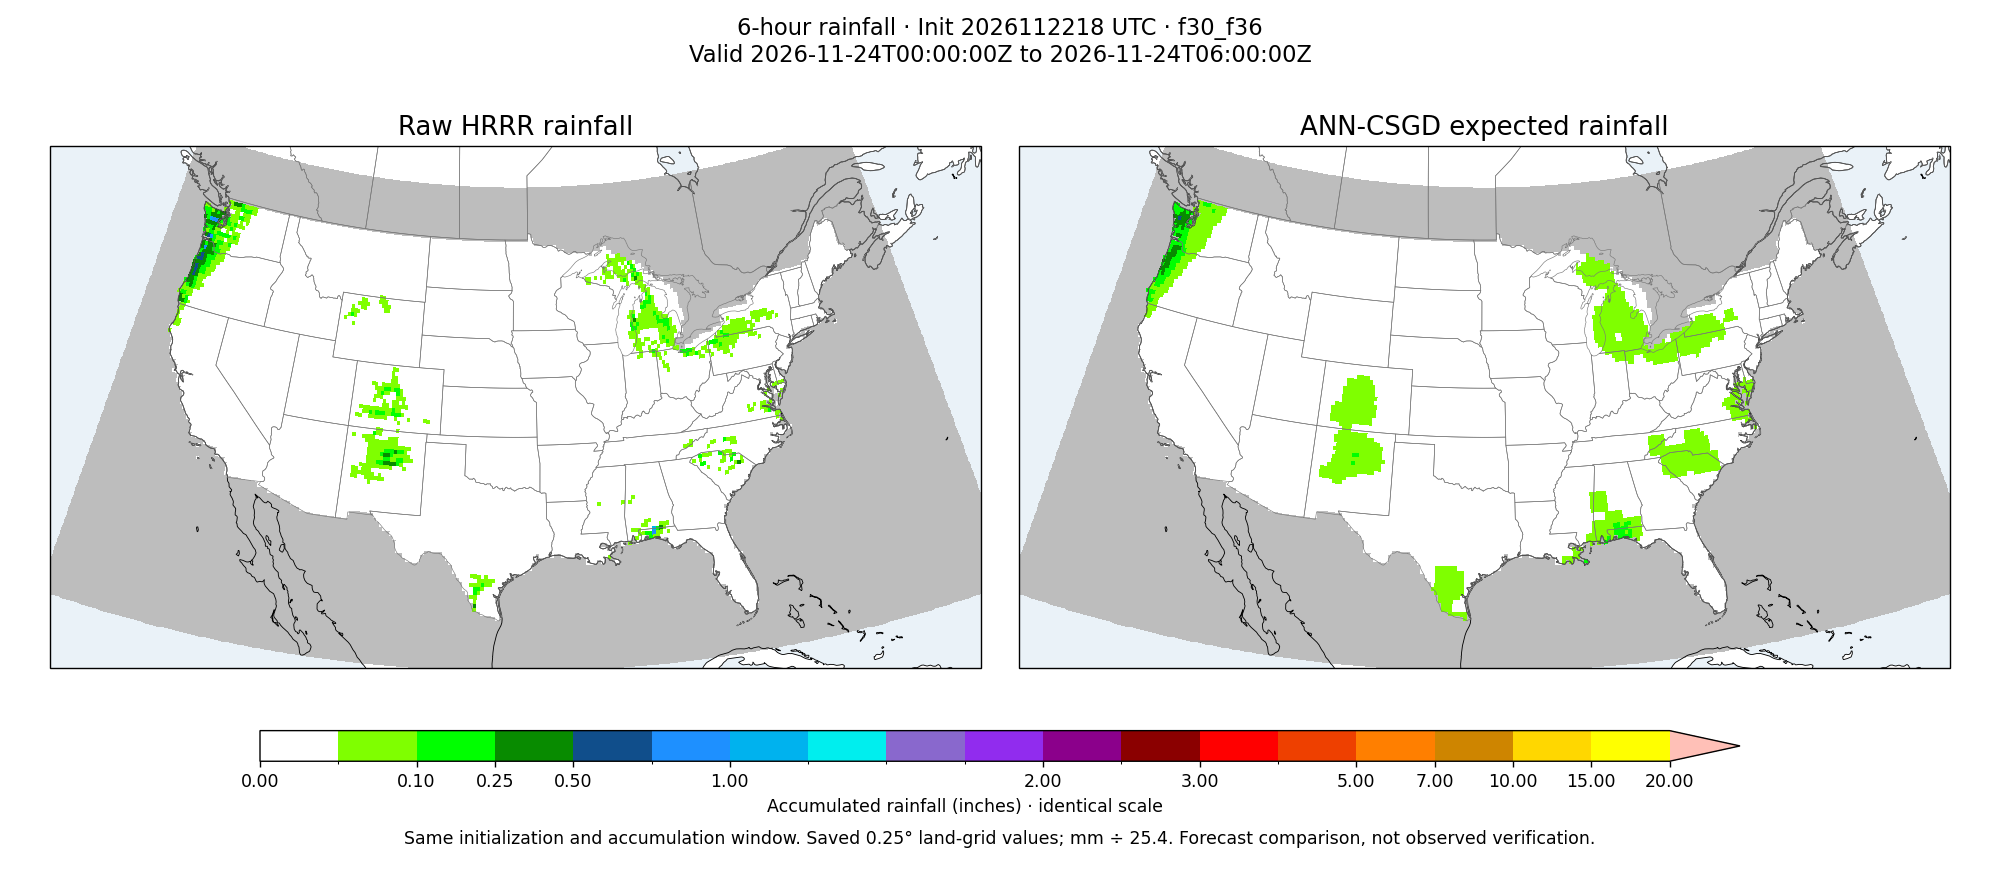 6-hour rainfall · Init 2026112218 UTC · f30_f36
Valid 2026-11-24T00:00:00Z to 2026-11-24T06:00:00Z
Raw HRRR rainfall
ANN-CSGD expected rainfall
0.00 0.10 0.25 0.50 1.00 2.00 3.00 5.00 7.00 10.00 15.00 20.00
Accumulated rainfall (inches) · identical scale
Same initialization and accumulation window. Saved 0.25° land-grid values; mm ÷ 25.4. Forecast comparison, not observed verification.